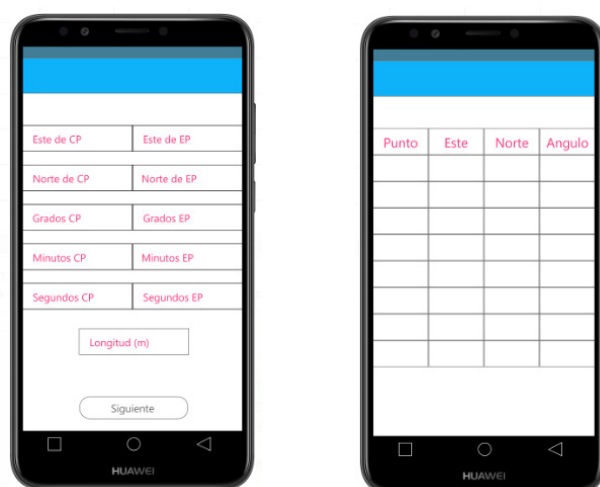 Este de CP Este de EP
Norte de CP Norte de EP
Grados CP Grados EP
Minutos CP Minutos EP
Segundos CP Segundos EP
Longitud (m)
Siguiente
HUAWEI
Punto Este Norte Angulo
HUAWEI